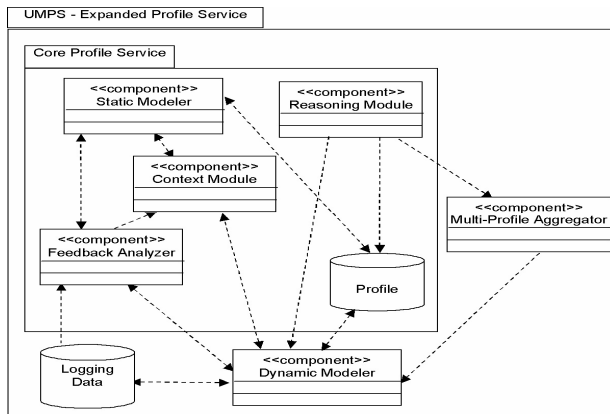 UMPS - Expanded Profile Service
Core Profile Service
<<component>>
Static Modeler
<<component>>
Reasoning Module
<<component>>
Context Module
<<component>>
Multi-Profile Aggregator
<<component>>
Feedback Analyzer
Profile
<<component>>
Dynamic Modeler
Logging
Data